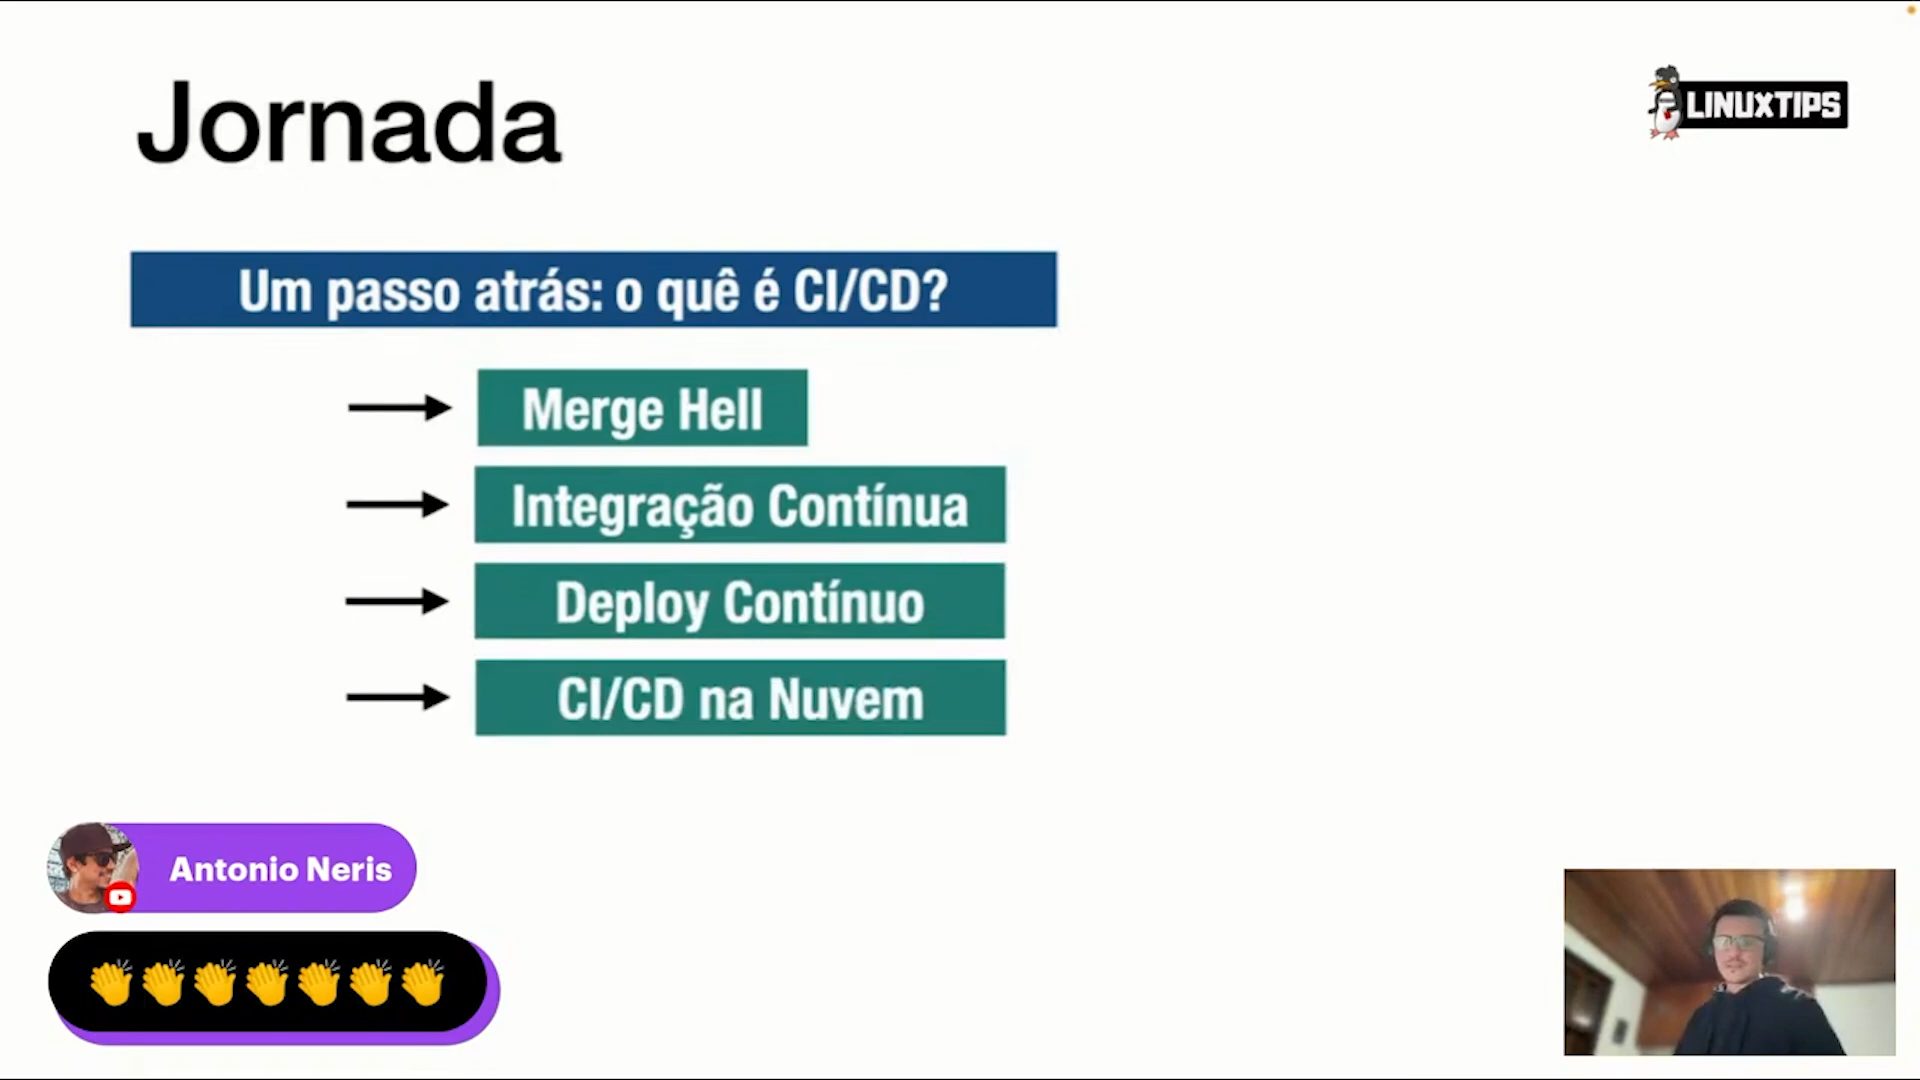 Jornada
LINUXTIPS
Um passo atrás: o quê é CI/CD?
Merge Hell
Integração Contínua
Deploy Contínuo
CI/CD na Nuvem
Antonio Neris
👏👏👏👏👏👏👏